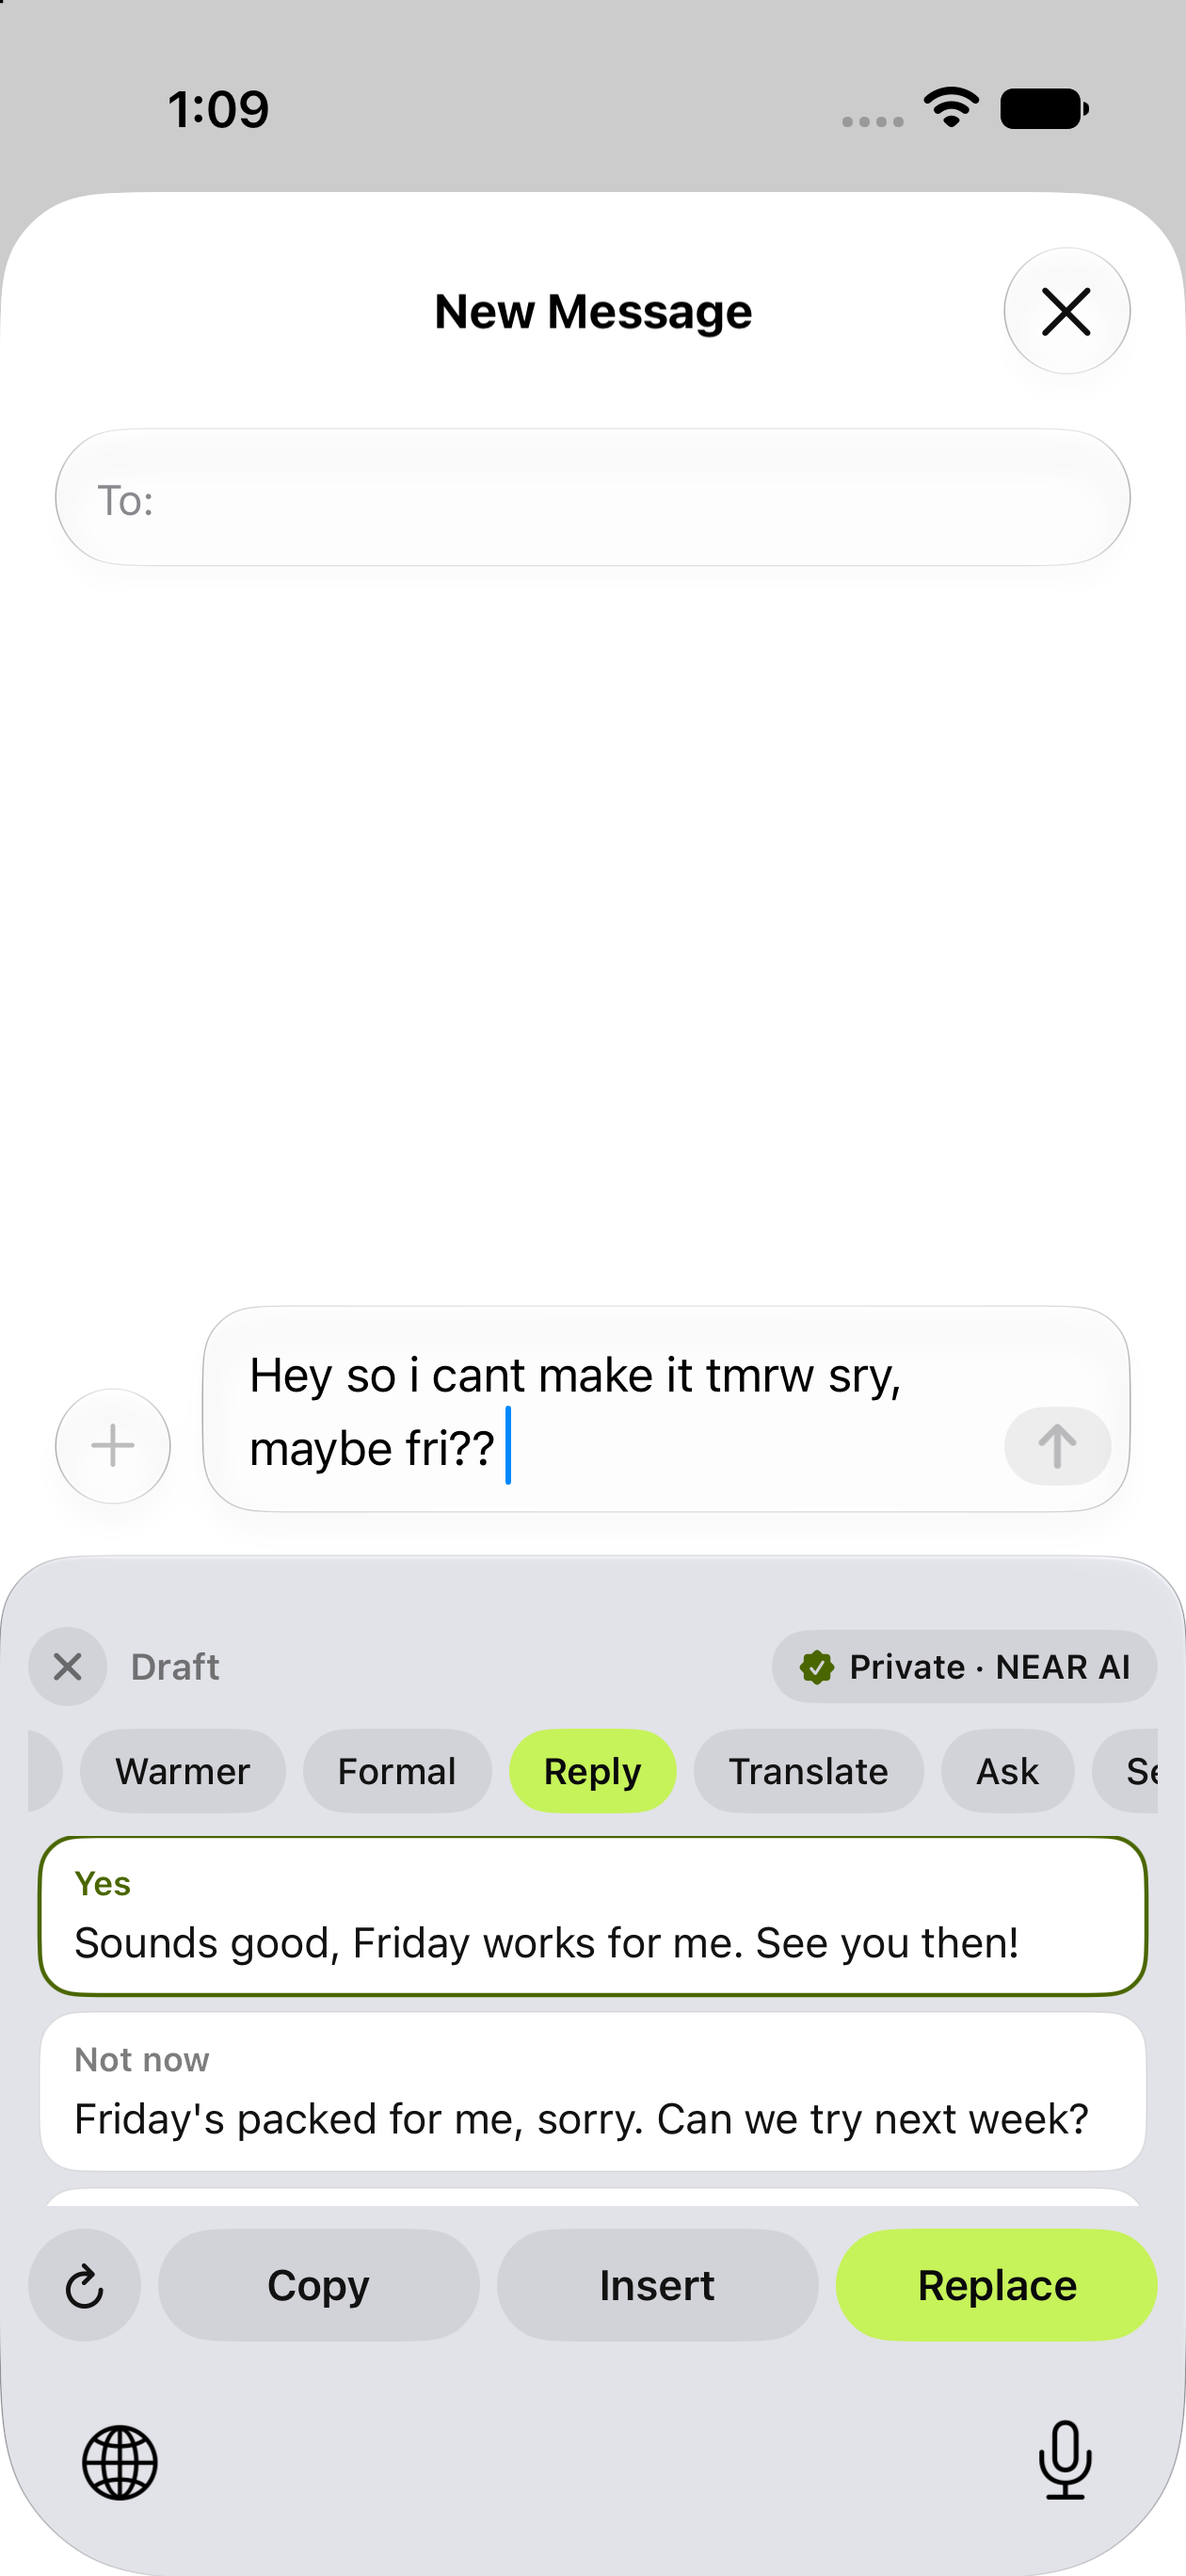 1:09
New Message
To:
Hey so i cant make it tmrw sry,
maybe fri??
Draft
Private · NEAR AI
Warmer Formal Reply Translate Ask Se
Yes
Sounds good, Friday works for me. See you then!
Not now
Friday's packed for me, sorry. Can we try next week?
Copy Insert Replace